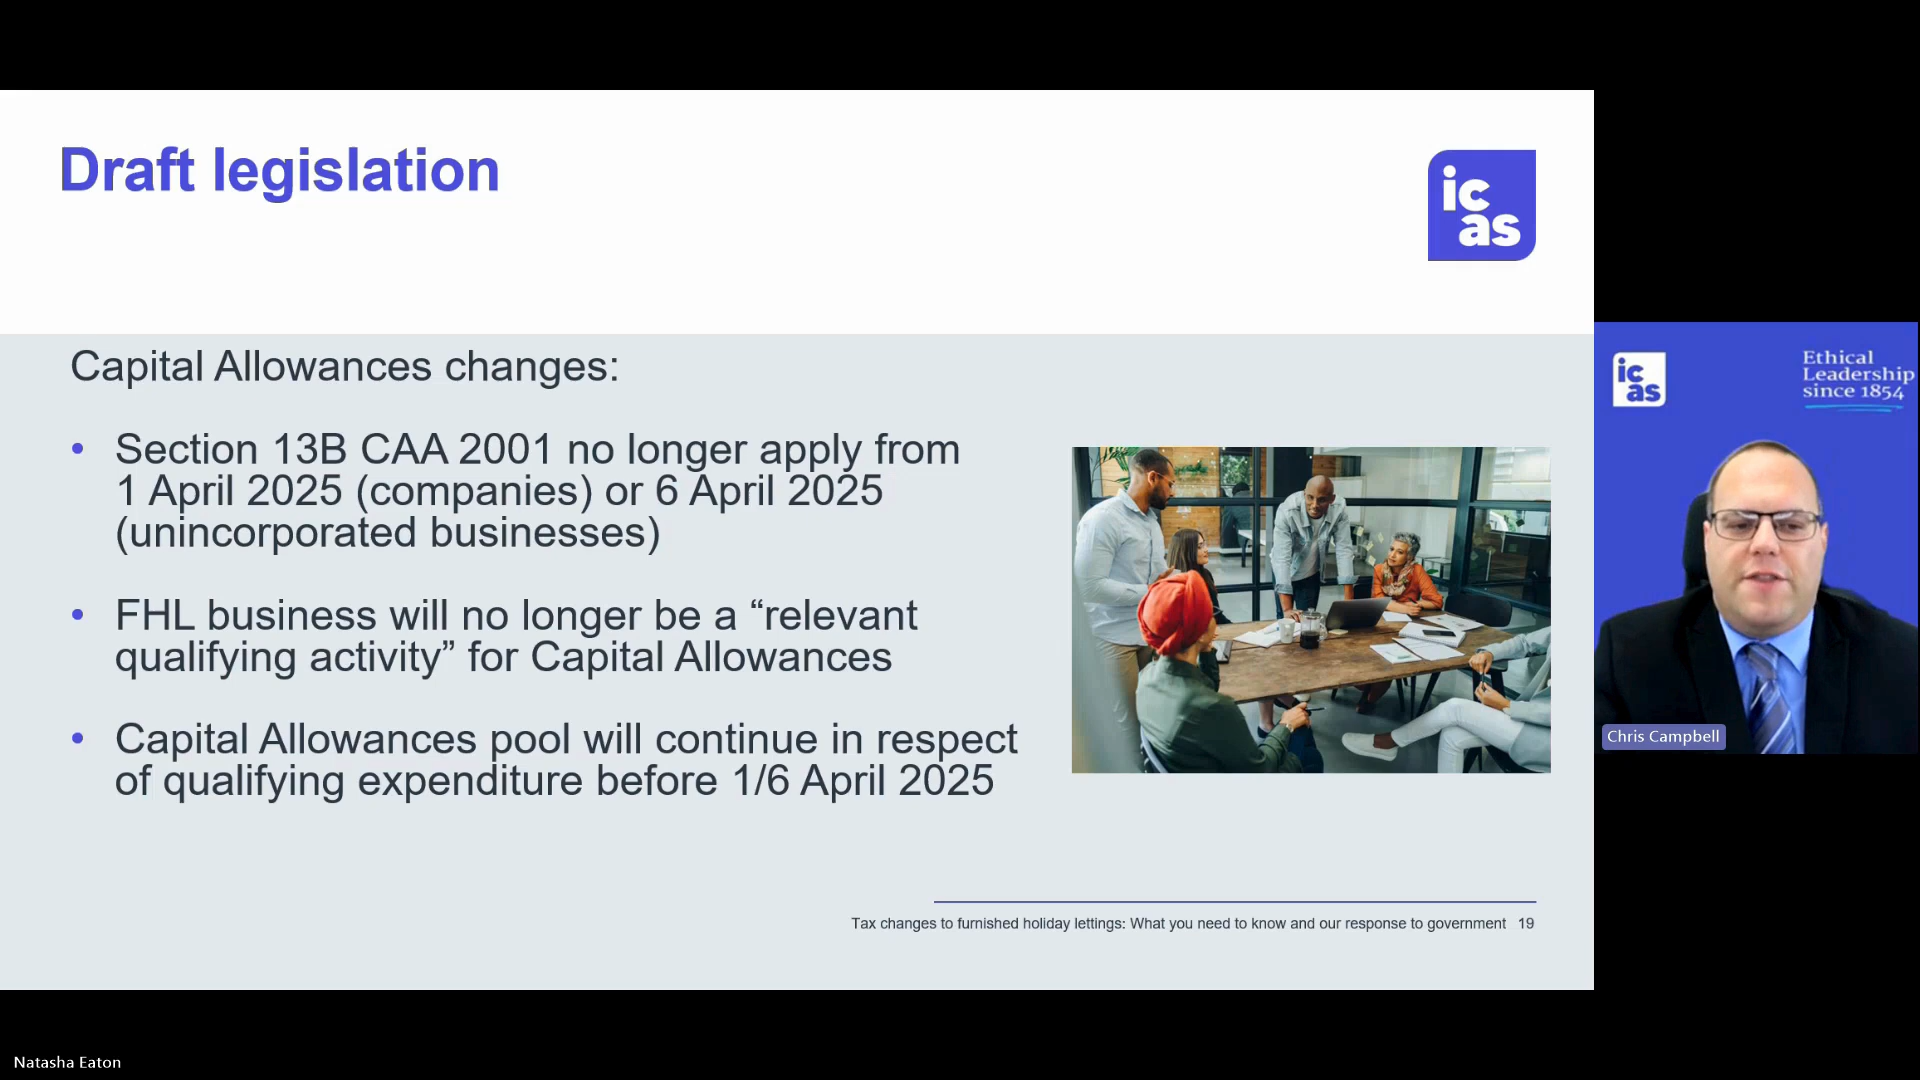 Draft legislation
ic
as
Capital Allowances changes:
• Section 13B CAA 2001 no longer apply from
1 April 2025 (companies) or 6 April 2025
(unincorporated businesses)
• FHL business will no longer be a “relevant
qualifying activity” for Capital Allowances
• Capital Allowances pool will continue in respect
of qualifying expenditure before 1/6 April 2025
Tax changes to furnished holiday lettings: What you need to know and our response to government 19
ic
as
Ethical
Leadership
since 1854
Chris Campbell
Natasha Eaton